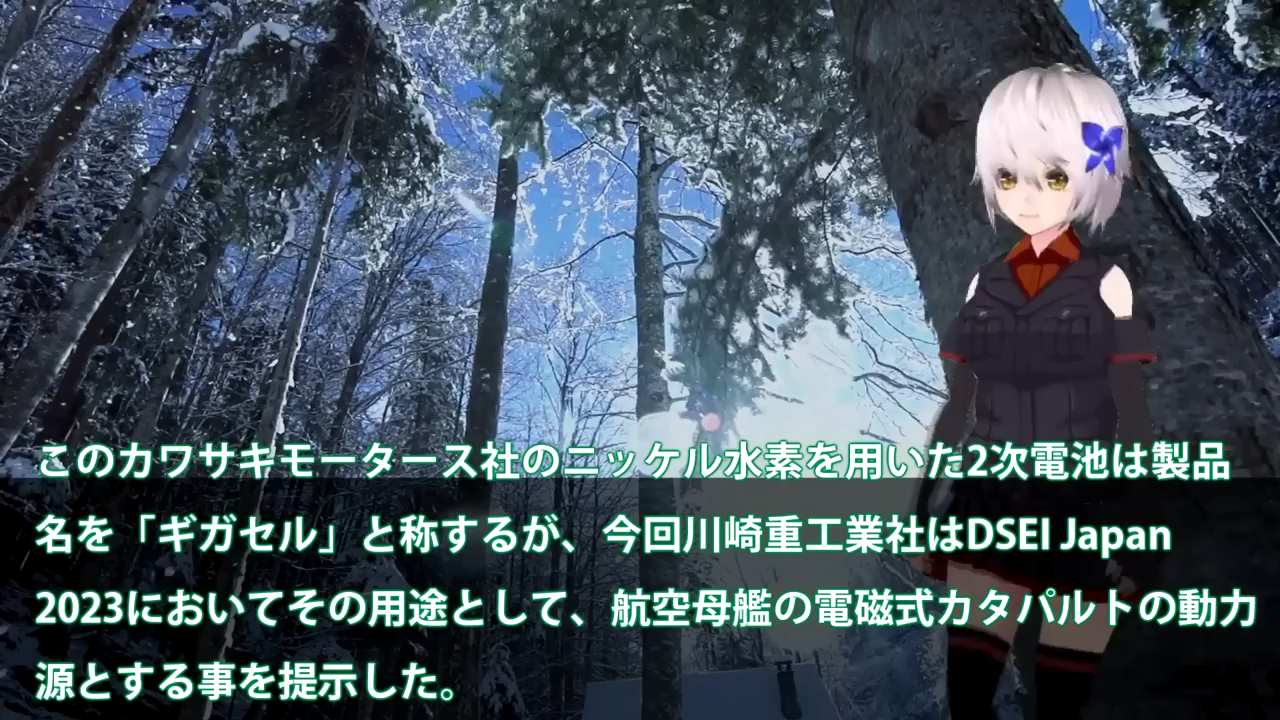 このカワサキモータース社のニッケル水素を用いた2次電池は製品
名を「ギガセル」と称するが、今回川崎重工業社はDSEI Japan
2023においてその用途として、航空母艦の電磁式カタパルトの動力
源とする事を提示した。